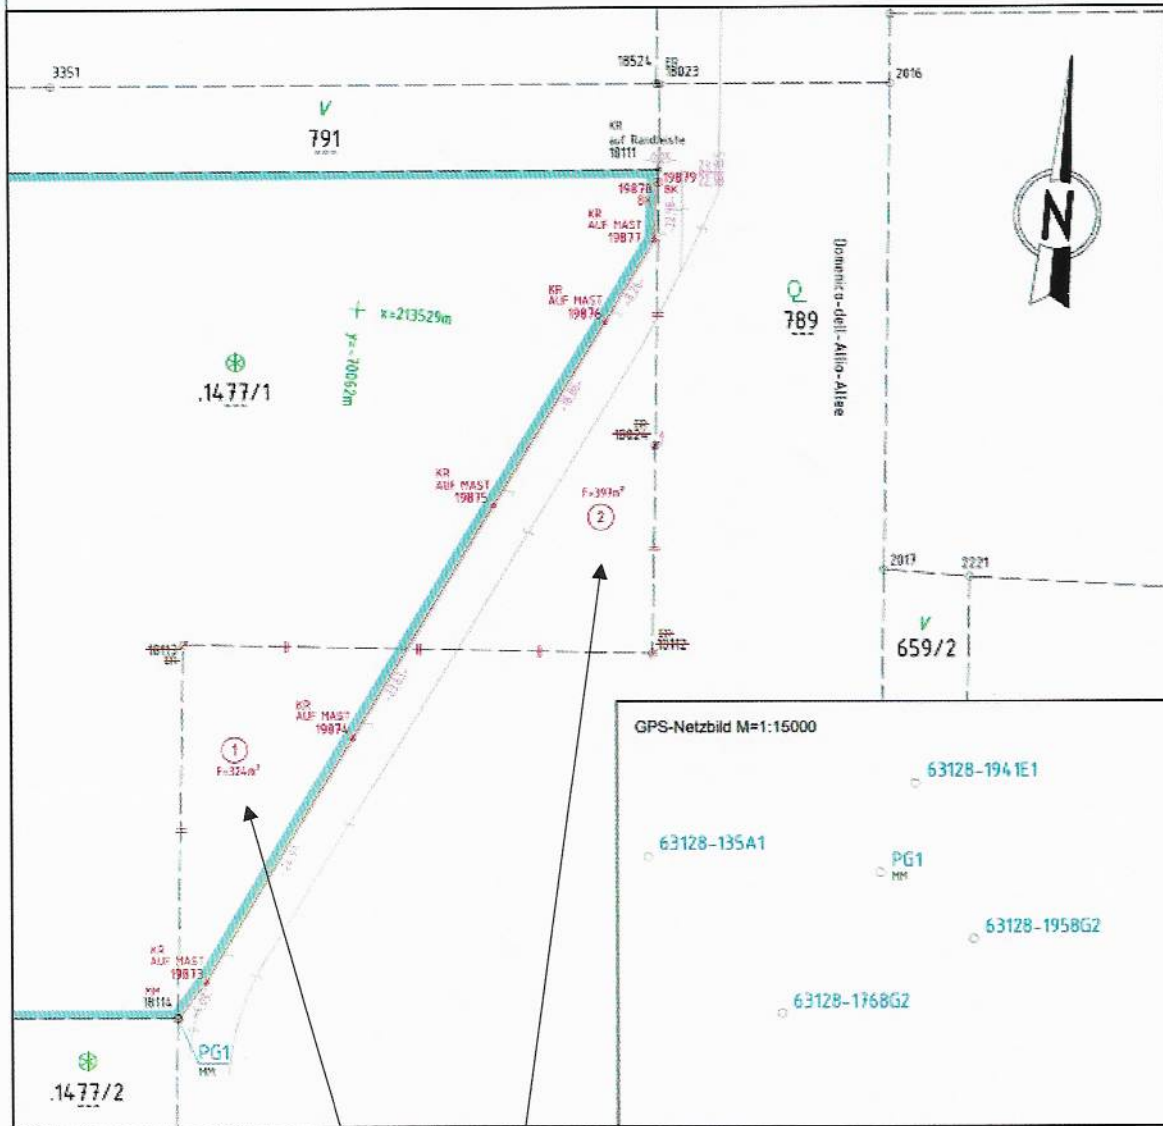 3351
18524
EB
18023
2016
V
791
KR
auf Randleiste
18111
19879
BK
19878
BK
KR
AUF MAST
19877
N
KR
AUF MAST
19876
x=213529m
y=-70062m
Q
789
Domenico-dell-Allio-Allee
.1477/1
18024
KR
AUF MAST
19875
F=397m²
2
2017
2221
V
659/2
18113
18112
KR
AUF MAST
19874
1
F=324m²
GPS-Netzbild M=1:15000
63128-1941E1
63128-135A1
PG1
MM
63128-1958G2
63128-1768G2
KR
AUF MAST
19873
MM
18114
PG1
MM
.1477/2